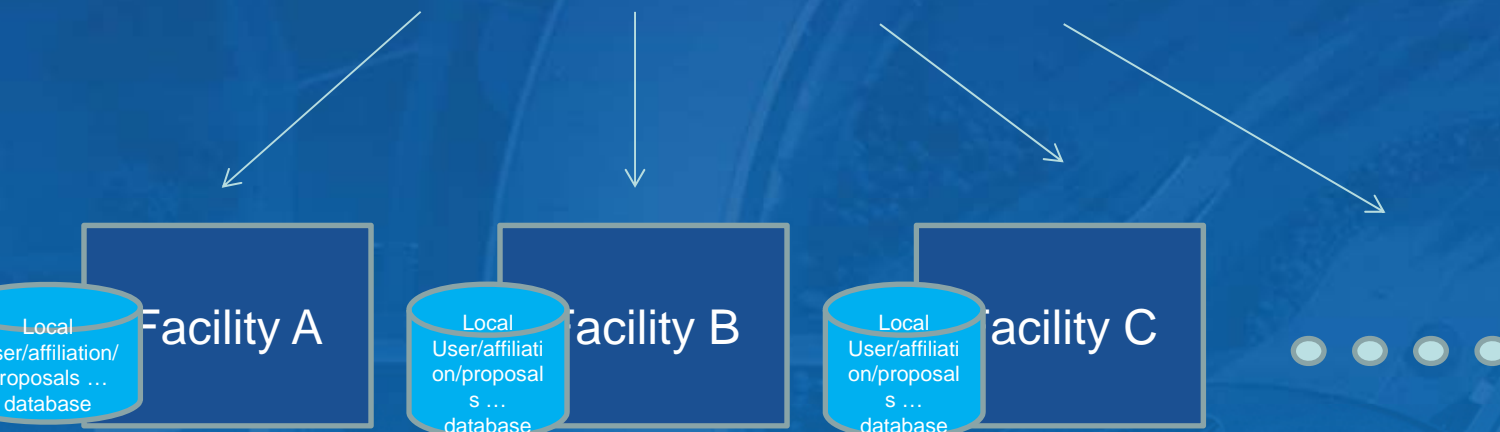 Facility A
Local
ser/affiliation/
roposals …
database
acility B
Local
User/affiliati
on/proposal
s …
database
acility C
Local
User/affiliati
on/proposal
s …
database